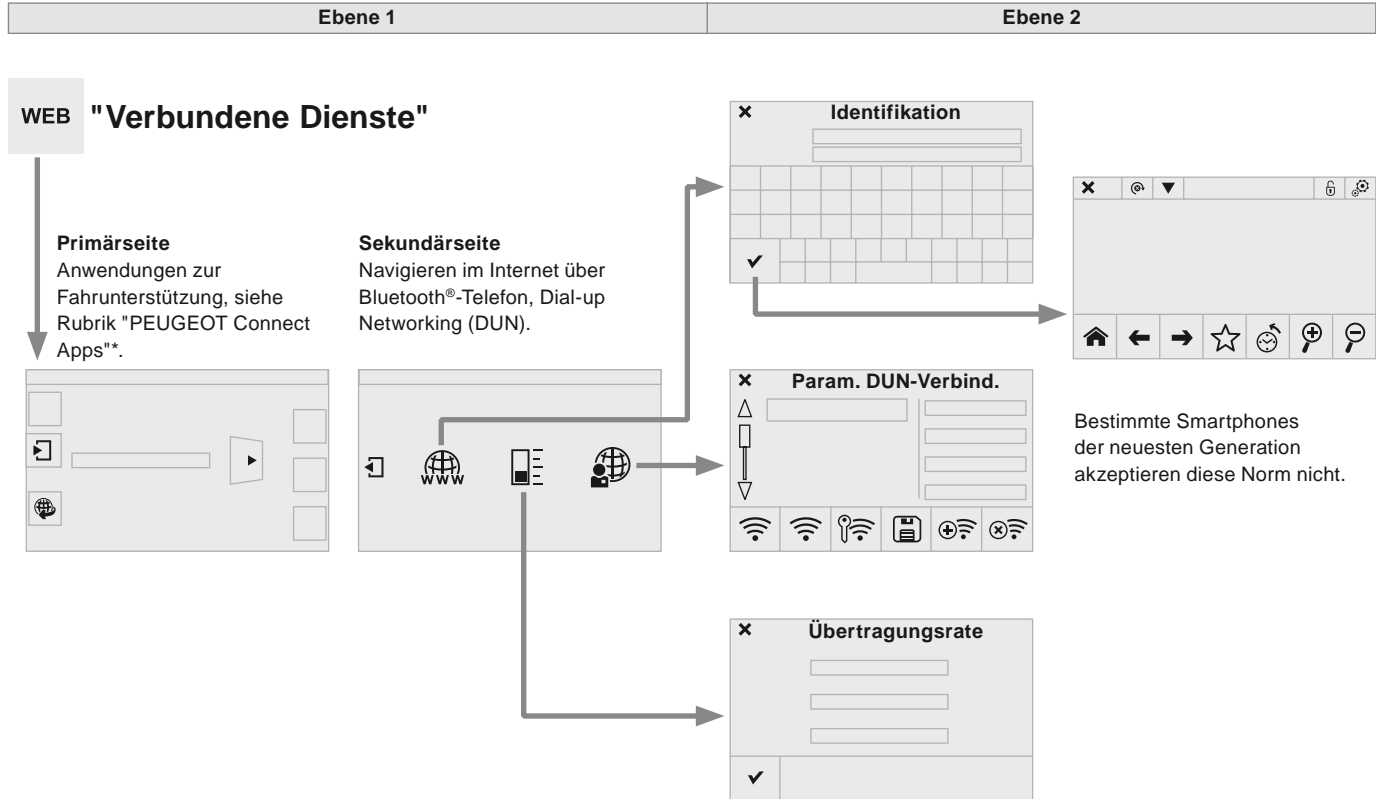 Ebene 1
Ebene 2
WEB "Verbundene Dienste"
Primärseite
Anwendungen zur
Fahrunterstützung, siehe
Rubrik "PEUGEOT Connect
Apps"*.
Sekundärseite
Navigieren im Internet über
Bluetooth®-Telefon, Dial-up
Networking (DUN).
WWW
Identifikation
Param. DUN-Verbind.
Übertragungsrate
Bestimmte Smartphones
der neuesten Generation
akzeptieren diese Norm nicht.